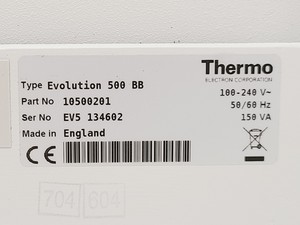 Type Evolution 500 BB
Part No 10500201
Ser No EV5 134602
Made in England
Thermo
ELECTRON CORPORATION
100-240 V~
50/60 Hz
150 VA
CE
704 604